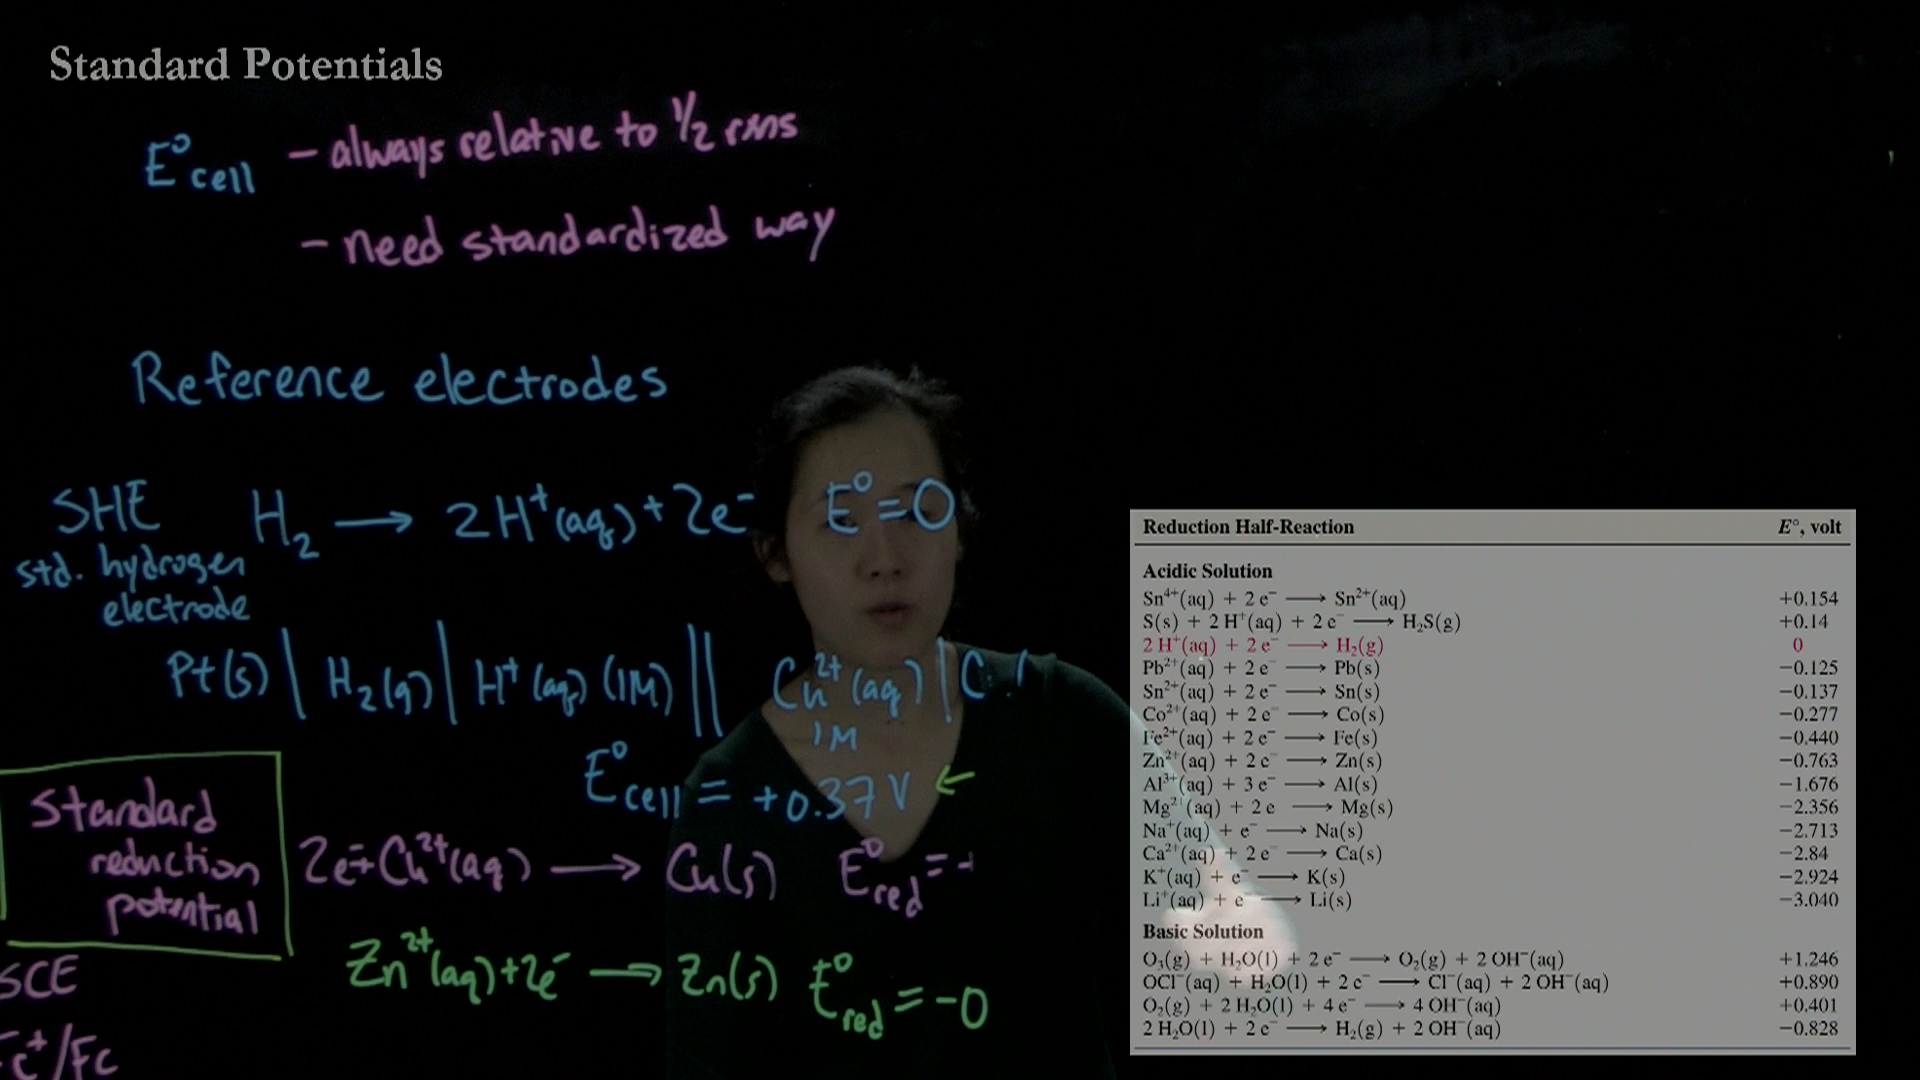 Standard Potentials
E°cell – always relative to ½ rxns
– need standardized way
Reference electrodes
SHE H₂ → 2H⁺(aq) + 2e⁻ E° = 0
std. hydrogen
electrode
Pt(s) | H₂(g) | H⁺(aq) (1M) || Cu²⁺(aq) |
1M
E°cell = +0.37 V ←
Standard
reduction
potential
2e⁻ + Cu²⁺(aq) → Cu(s) E°red = +
Zn²⁺(aq) + 2e⁻ → Zn(s) E°red = -0
SCE
Fc⁺/Fc
Reduction Half-Reaction E°, volt
Acidic Solution
Sn⁴⁺(aq) + 2 e⁻ → Sn²⁺(aq) +0.154
S(s) + 2 H⁺(aq) + 2 e⁻ → H₂S(g) +0.14
2 H⁺(aq) + 2 e⁻ → H₂(g) 0
Pb²⁺(aq) + 2 e⁻ → Pb(s) −0.125
Sn²⁺(aq) + 2 e⁻ → Sn(s) −0.137
Co²⁺(aq) + 2 e⁻ → Co(s) −0.277
Fe²⁺(aq) + 2 e⁻ → Fe(s) −0.440
Zn²⁺(aq) + 2 e⁻ → Zn(s) −0.763
Al³⁺(aq) + 3 e⁻ → Al(s) −1.676
Mg²⁺(aq) + 2 e → Mg(s) −2.356
Na⁺(aq) + e⁻ → Na(s) −2.713
Ca²⁺(aq) + 2 e⁻ → Ca(s) −2.84
K⁺(aq) + e⁻ → K(s) −2.924
Li⁺(aq) + e → Li(s) −3.040
Basic Solution
O₃(g) + H₂O(l) + 2 e⁻ → O₂(g) + 2 OH⁻(aq) +1.246
OCl⁻(aq) + H₂O(l) + 2 e⁻ → Cl⁻(aq) + 2 OH⁻(aq) +0.890
O₂(g) + 2 H₂O(l) + 4 e⁻ → 4 OH⁻(aq) +0.401
2 H₂O(l) + 2 e⁻ → H₂(g) + 2 OH⁻(aq) −0.828